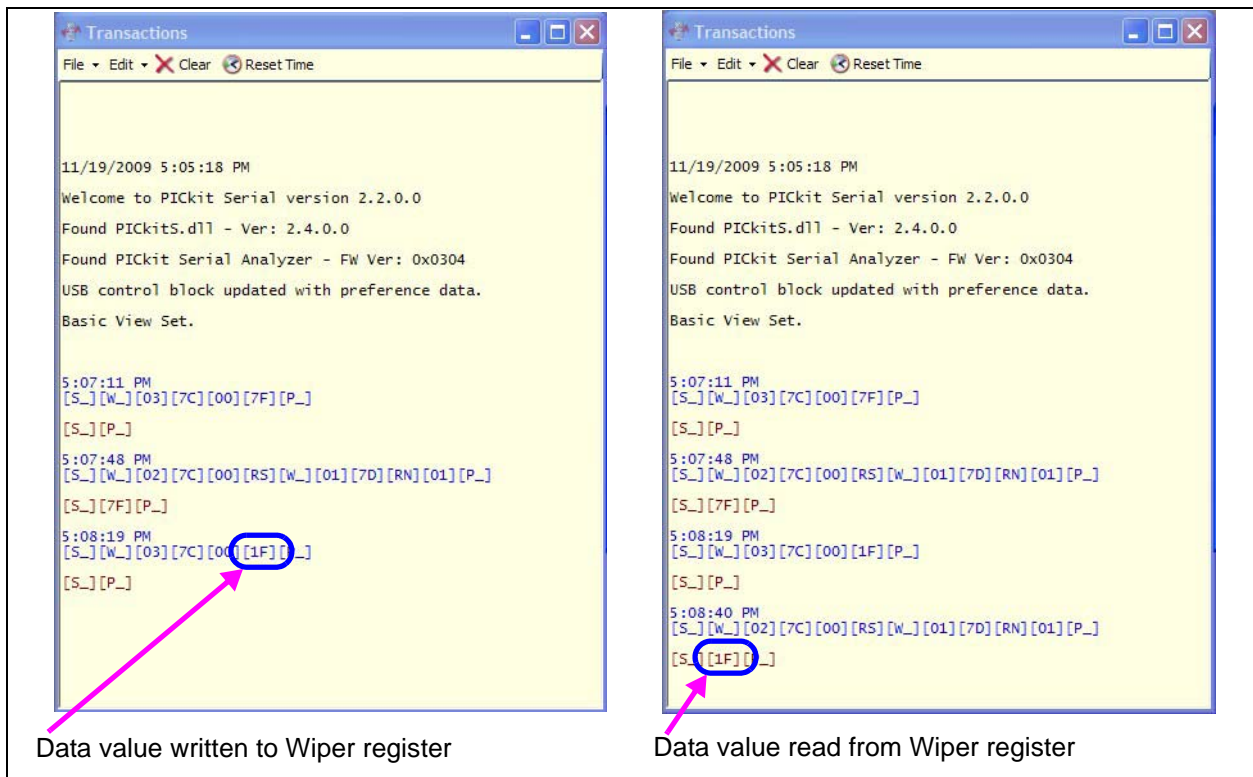 Transactions
File Edit Clear Reset Time
11/19/2009 5:05:18 PM
Welcome to PICkit Serial version 2.2.0.0
Found PICkitS.dll - Ver: 2.4.0.0
Found PICkit Serial Analyzer - FW Ver: 0x0304
USB control block updated with preference data.
Basic View Set.
5:07:11 PM
[S_][W_][03][7C][00][7F][P_]
[S_][P_]
5:07:48 PM
[S_][W_][02][7C][00][RS][W_][01][7D][RN][01][P_]
[S_][7F][P_]
5:08:19 PM
[S_][W_][03][7C][00][1F][P_]
[S_][P_]
Data value written to Wiper register
Transactions
File Edit Clear Reset Time
11/19/2009 5:05:18 PM
Welcome to PICkit Serial version 2.2.0.0
Found PICkitS.dll - Ver: 2.4.0.0
Found PICkit Serial Analyzer - FW Ver: 0x0304
USB control block updated with preference data.
Basic View Set.
5:07:11 PM
[S_][W_][03][7C][00][7F][P_]
[S_][P_]
5:07:48 PM
[S_][W_][02][7C][00][RS][W_][01][7D][RN][01][P_]
[S_][7F][P_]
5:08:19 PM
[S_][W_][03][7C][00][1F][P_]
[S_][P_]
5:08:40 PM
[S_][W_][02][7C][00][RS][W_][01][7D][RN][01][P_]
[S_][1F][P_]
Data value read from Wiper register